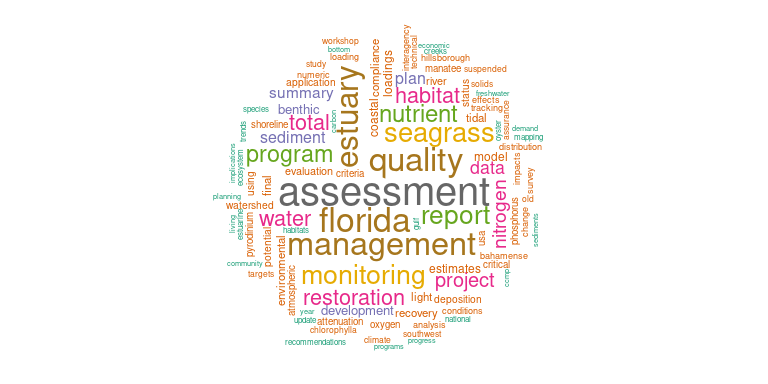 workshop
bottom
loading
study
numeric
application
summary
species
benthic
shoreline
total
trends
sediment
carbon
program
estuary
coastal
compliance
loadings
interagency
technical
economic
creeks
hillsborough
manatee
suspended
plan
river
status
solids
habitat
freshwater
effects
tracking
nutrient
tidal
assurance
seagrass
oyster
demand
mapping
distribution
quality
model
data
impacts
survey
implications
ecosystem
evaluation
criteria
using
final
planning
assessment
old
watershed
living
estuarine
water
habitats
florida
gulf
report
nitrogen
phosphorus
change
sediments
pyrodinium
potential
environmental
management
usa
bahamense
community
targets
atmospheric
monitoring
estimates
critical
project
ccmp
restoration
light
deposition
year
development
recovery
conditions
update
attenuation
oxygen
analysis
national
chlorophylla
southwest
recommendations
climate
progress
programs